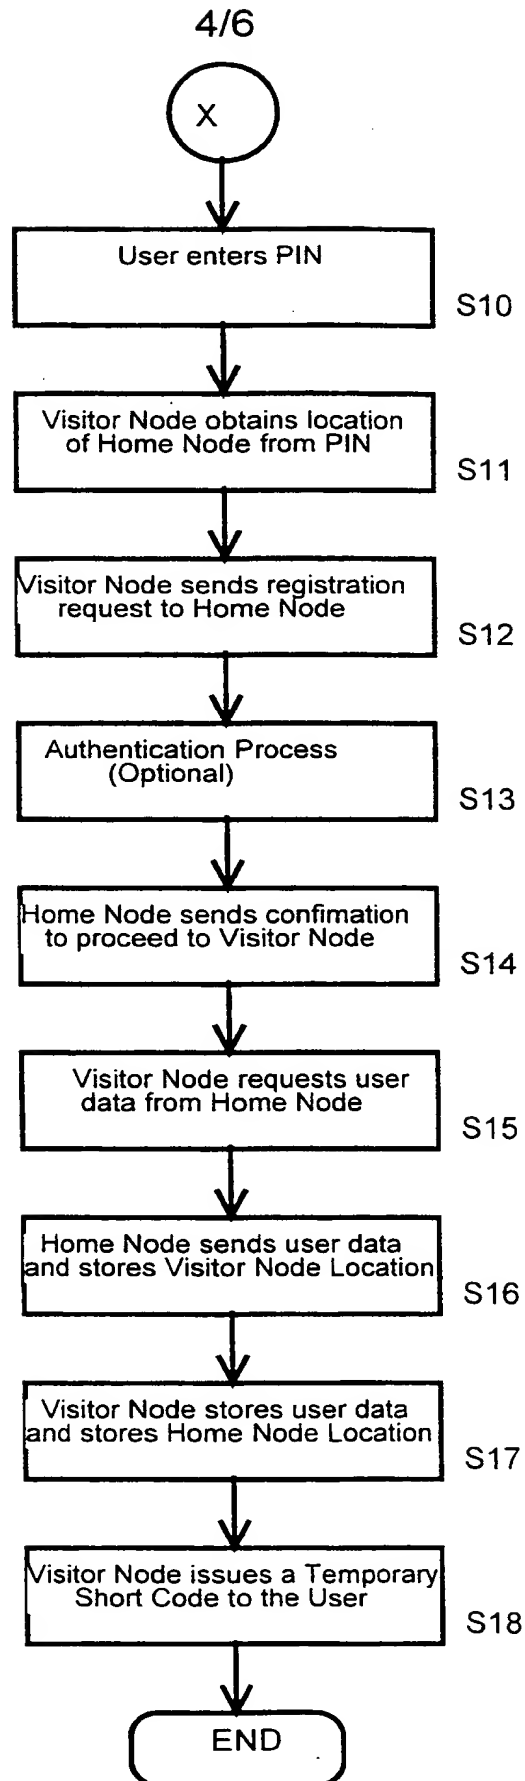 4/6
X
User enters PIN
S10
Visitor Node obtains location
of Home Node from PIN
S11
Visitor Node sends registration
request to Home Node
S12
Authentication Process
(Optional)
S13
Home Node sends confimation
to proceed to Visitor Node
S14
Visitor Node requests user
data from Home Node
S15
Home Node sends user data
and stores Visitor Node Location
S16
Visitor Node stores user data
and stores Home Node Location
S17
Visitor Node issues a Temporary
Short Code to the User
S18
END